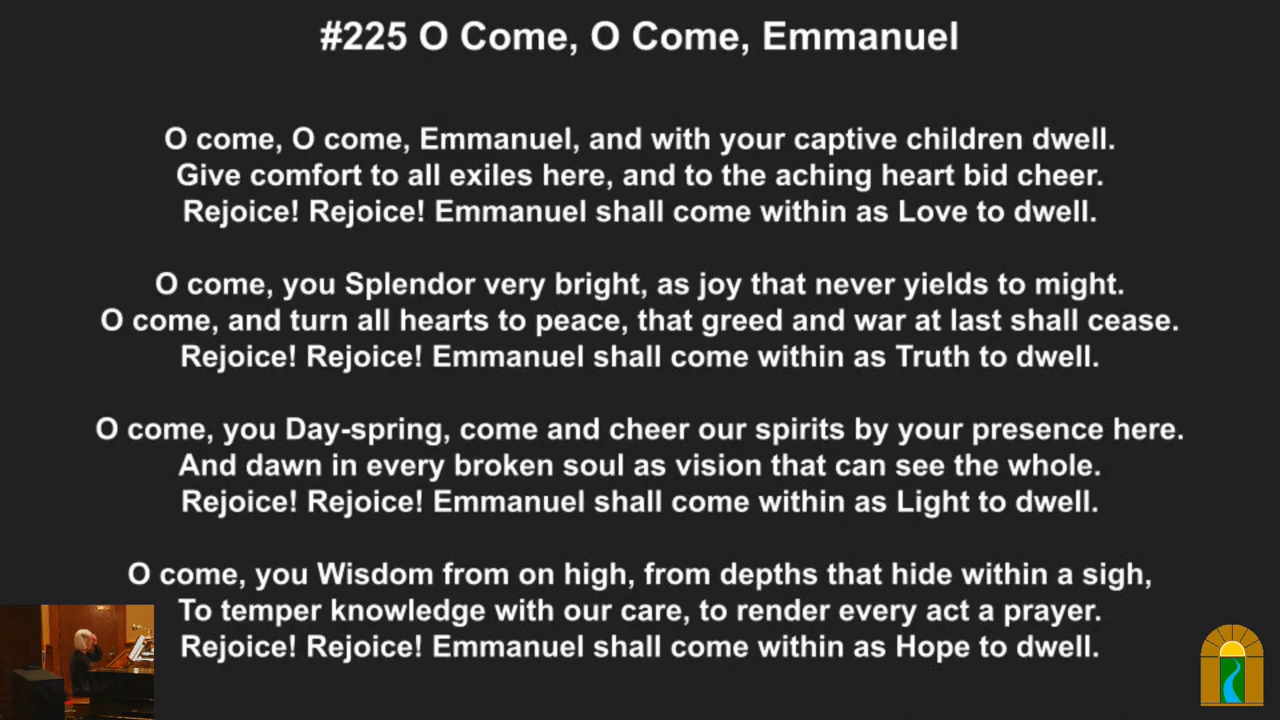 #225 O Come, O Come, Emmanuel
O come, O come, Emmanuel, and with your captive children dwell.
Give comfort to all exiles here, and to the aching heart bid cheer.
Rejoice! Rejoice! Emmanuel shall come within as Love to dwell.
O come, you Splendor very bright, as joy that never yields to might.
O come, and turn all hearts to peace, that greed and war at last shall cease.
Rejoice! Rejoice! Emmanuel shall come within as Truth to dwell.
O come, you Day-spring, come and cheer our spirits by your presence here.
And dawn in every broken soul as vision that can see the whole.
Rejoice! Rejoice! Emmanuel shall come within as Light to dwell.
O come, you Wisdom from on high, from depths that hide within a sigh,
To temper knowledge with our care, to render every act a prayer.
Rejoice! Rejoice! Emmanuel shall come within as Hope to dwell.